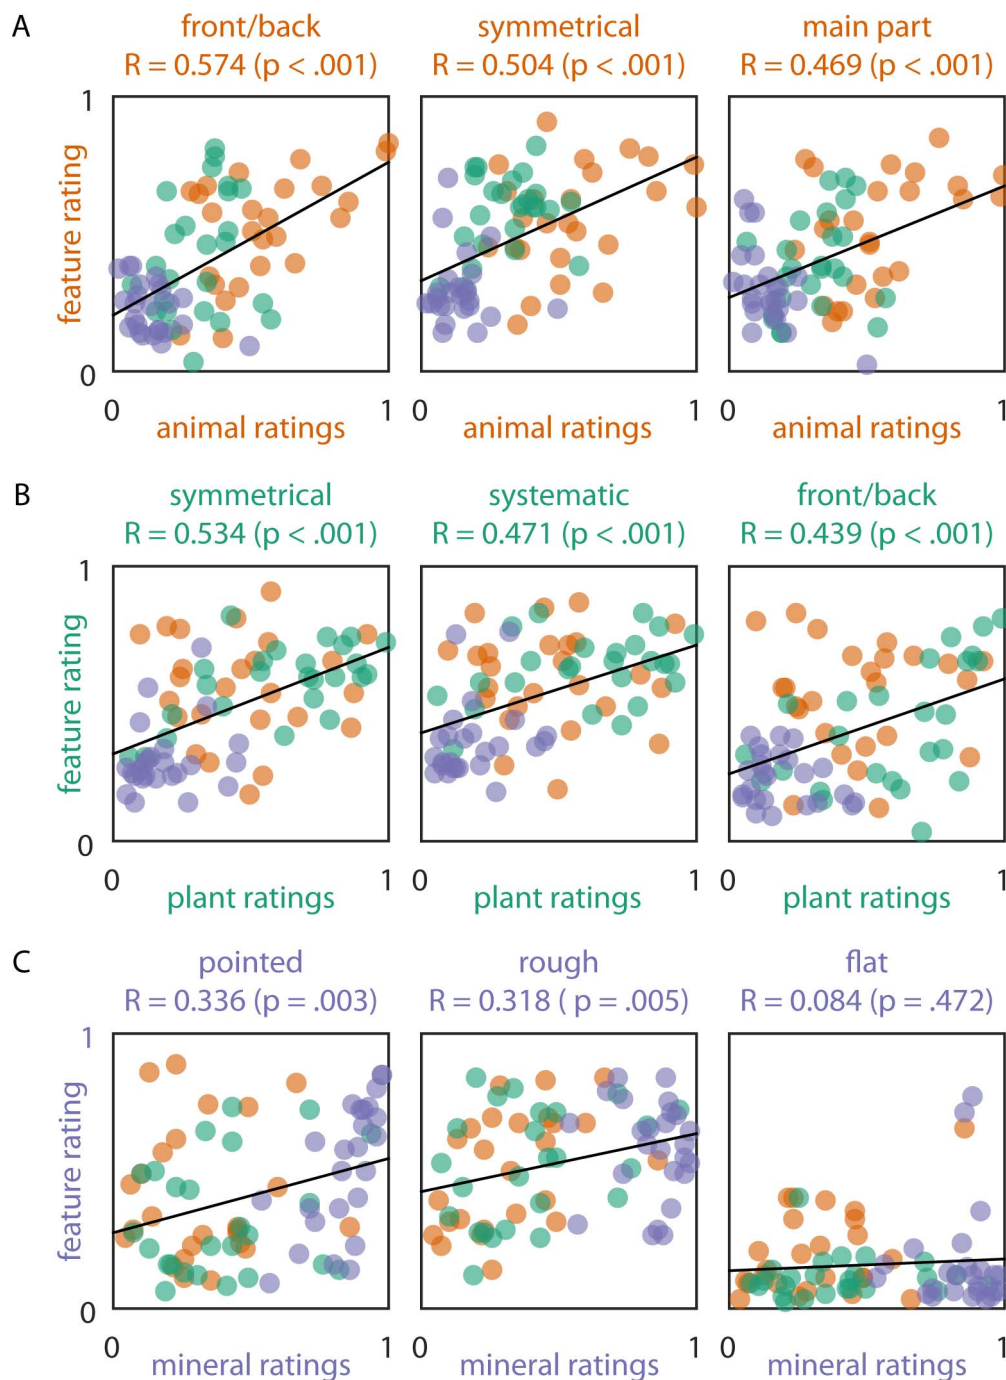 A
front/back symmetrical main part
R = 0.574 (p < .001) R = 0.504 (p < .001) R = 0.469 (p < .001)
1
feature rating
0
0 1 0 1 0 1
animal ratings animal ratings animal ratings
B
symmetrical systematic front/back
R = 0.534 (p < .001) R = 0.471 (p < .001) R = 0.439 (p < .001)
1
feature rating
0
0 1 0 1 0 1
plant ratings plant ratings plant ratings
C
pointed rough flat
R = 0.336 (p = .003) R = 0.318 ( p = .005) R = 0.084 (p = .472)
1
feature rating
0
0 1 0 1 0 1
mineral ratings mineral ratings mineral ratings